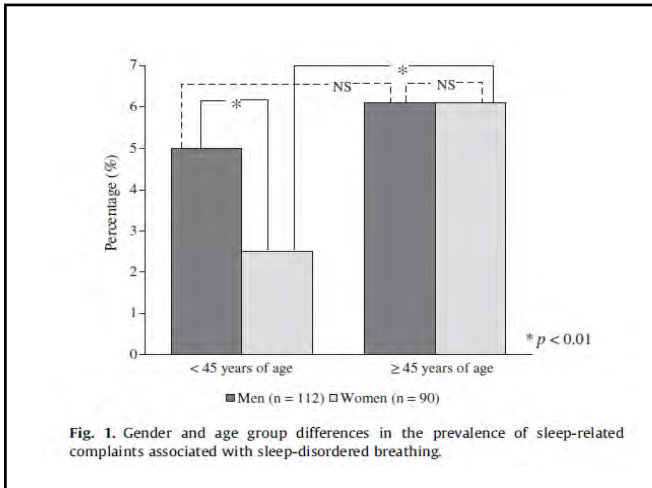 7
6
5
4
3
2
1
0
Percentage (%)
*
NS
*
NS
< 45 years of age
≥ 45 years of age
* p < 0.01
Men (n = 112) Women (n = 90)
Fig. 1. Gender and age group differences in the prevalence of sleep-related
complaints associated with sleep-disordered breathing.